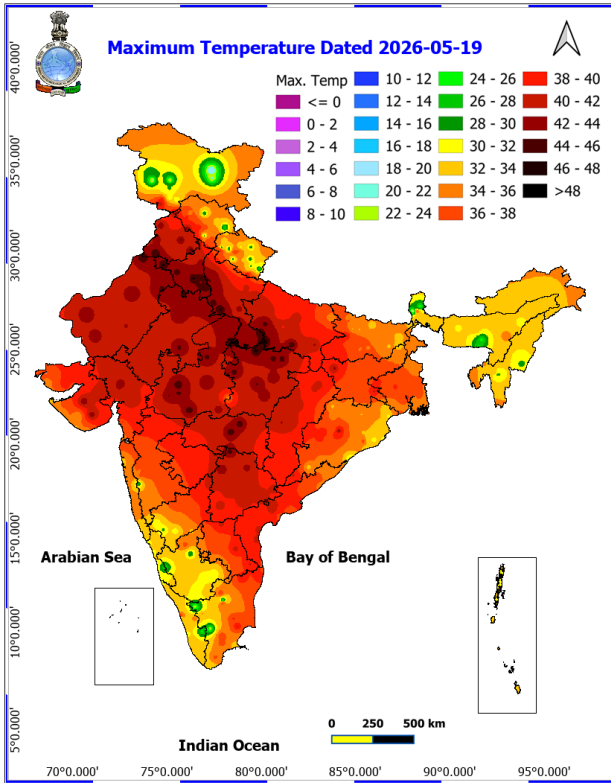 Maximum Temperature Dated 2026-05-19
Max. Temp
<= 0
0 - 2
2 - 4
4 - 6
6 - 8
8 - 10
10 - 12
12 - 14
14 - 16
16 - 18
18 - 20
20 - 22
22 - 24
24 - 26
26 - 28
28 - 30
30 - 32
32 - 34
34 - 36
36 - 38
38 - 40
40 - 42
42 - 44
44 - 46
46 - 48
>48
40°0.000'
35°0.000'
30°0.000'
25°0.000'
20°0.000'
15°0.000'
10°0.000'
5°0.000'
Arabian Sea
Bay of Bengal
Indian Ocean
0 250 500 km
70°0.000' 75°0.000' 80°0.000' 85°0.000' 90°0.000' 95°0.000'